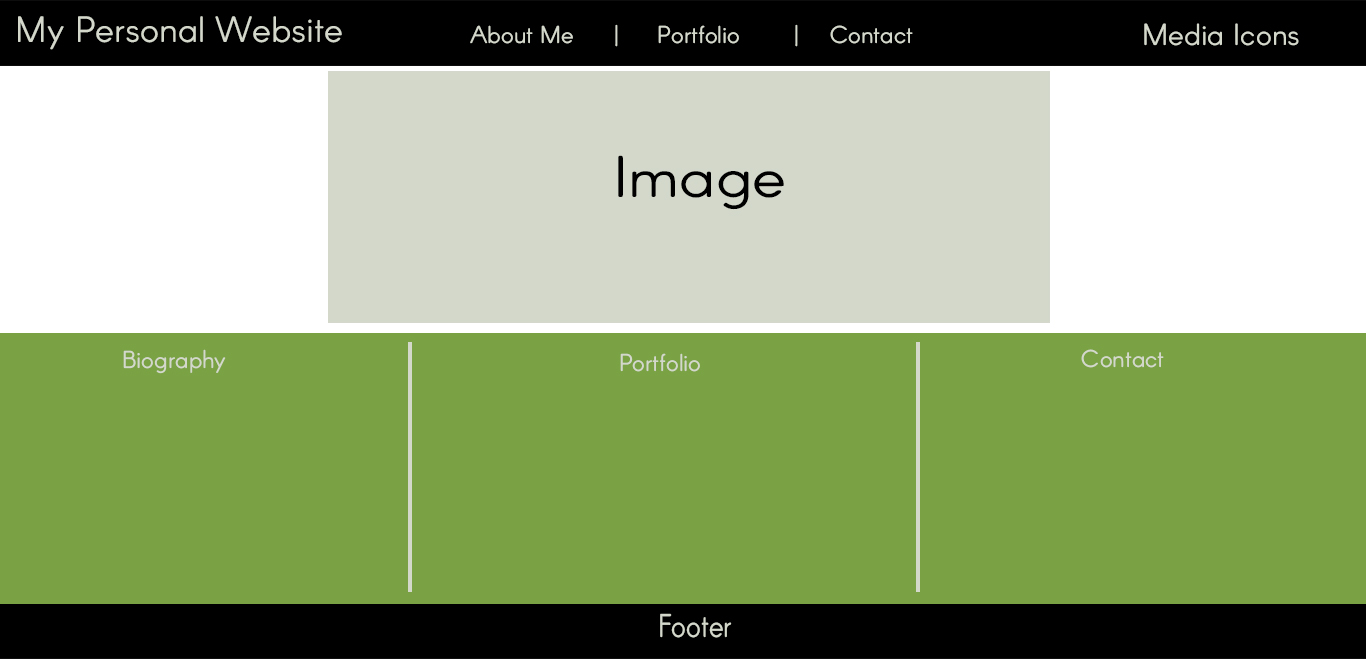 My Personal Website
About Me | Portfolio | Contact
Media Icons
Image
Biography
Portfolio
Contact
Footer